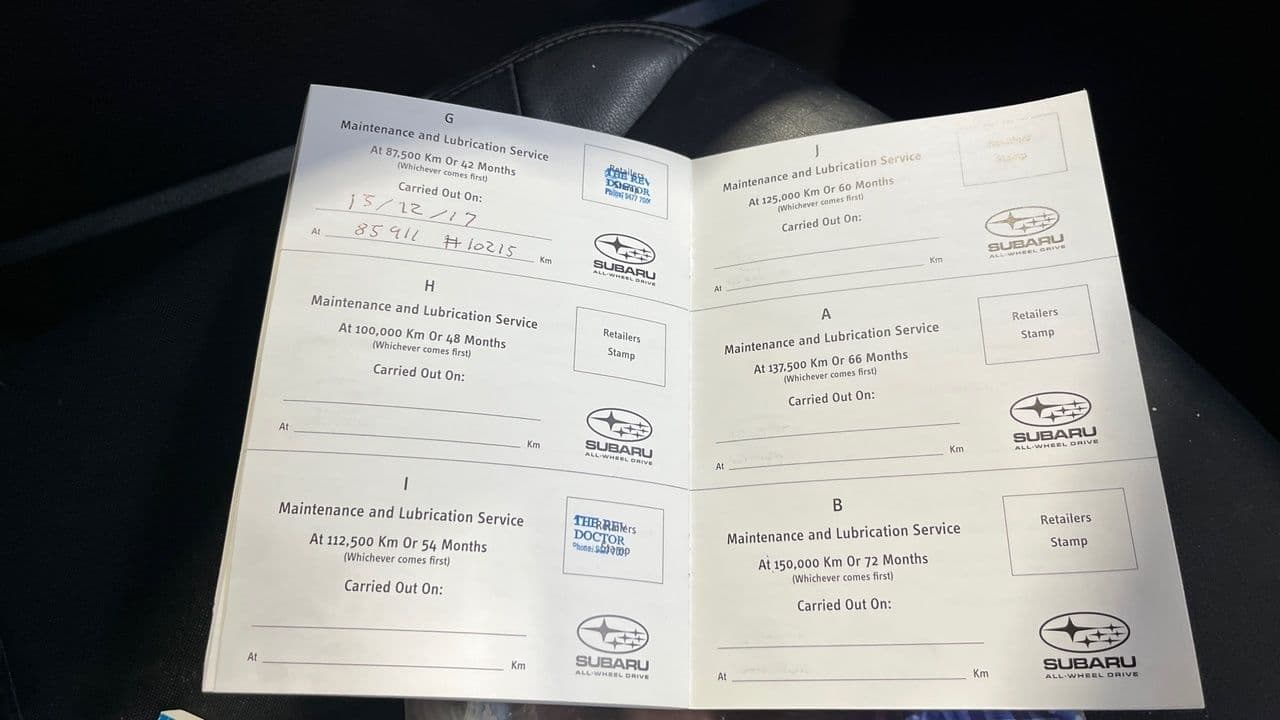 G
Maintenance and Lubrication Service
At 87,500 Km Or 42 Months
(Whichever comes first)
Carried Out On:
15/12/17
At 85911 #10215 Km
Retailers
THE REV
DOCTOR
SUBARU
ALL-WHEEL DRIVE
H
Maintenance and Lubrication Service
At 100,000 Km Or 48 Months
(Whichever comes first)
Carried Out On:
At Km
Retailers
Stamp
SUBARU
ALL-WHEEL DRIVE
I
Maintenance and Lubrication Service
At 112,500 Km Or 54 Months
(Whichever comes first)
Carried Out On:
At Km
Retailers
Stamp
THE REV
DOCTOR
SUBARU
ALL-WHEEL DRIVE
J
Maintenance and Lubrication Service
At 125,000 Km Or 60 Months
(Whichever comes first)
Carried Out On:
At Km
Retailers
Stamp
SUBARU
ALL-WHEEL DRIVE
A
Maintenance and Lubrication Service
At 137,500 Km Or 66 Months
(Whichever comes first)
Carried Out On:
At Km
Retailers
Stamp
SUBARU
ALL-WHEEL DRIVE
B
Maintenance and Lubrication Service
At 150,000 Km Or 72 Months
(Whichever comes first)
Carried Out On:
At Km
Retailers
Stamp
SUBARU
ALL-WHEEL DRIVE